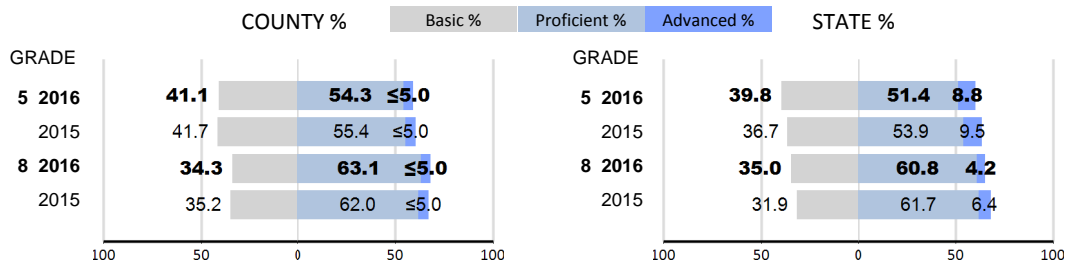 COUNTY % Basic % Proficient % Advanced % STATE %
GRADE GRADE
5 2016 41.1 54.3 ≤5.0 5 2016 39.8 51.4 8.8
2015 41.7 55.4 ≤5.0 2015 36.7 53.9 9.5
8 2016 34.3 63.1 ≤5.0 8 2016 35.0 60.8 4.2
2015 35.2 62.0 ≤5.0 2015 31.9 61.7 6.4
100 50 0 50 100 100 50 0 50 100